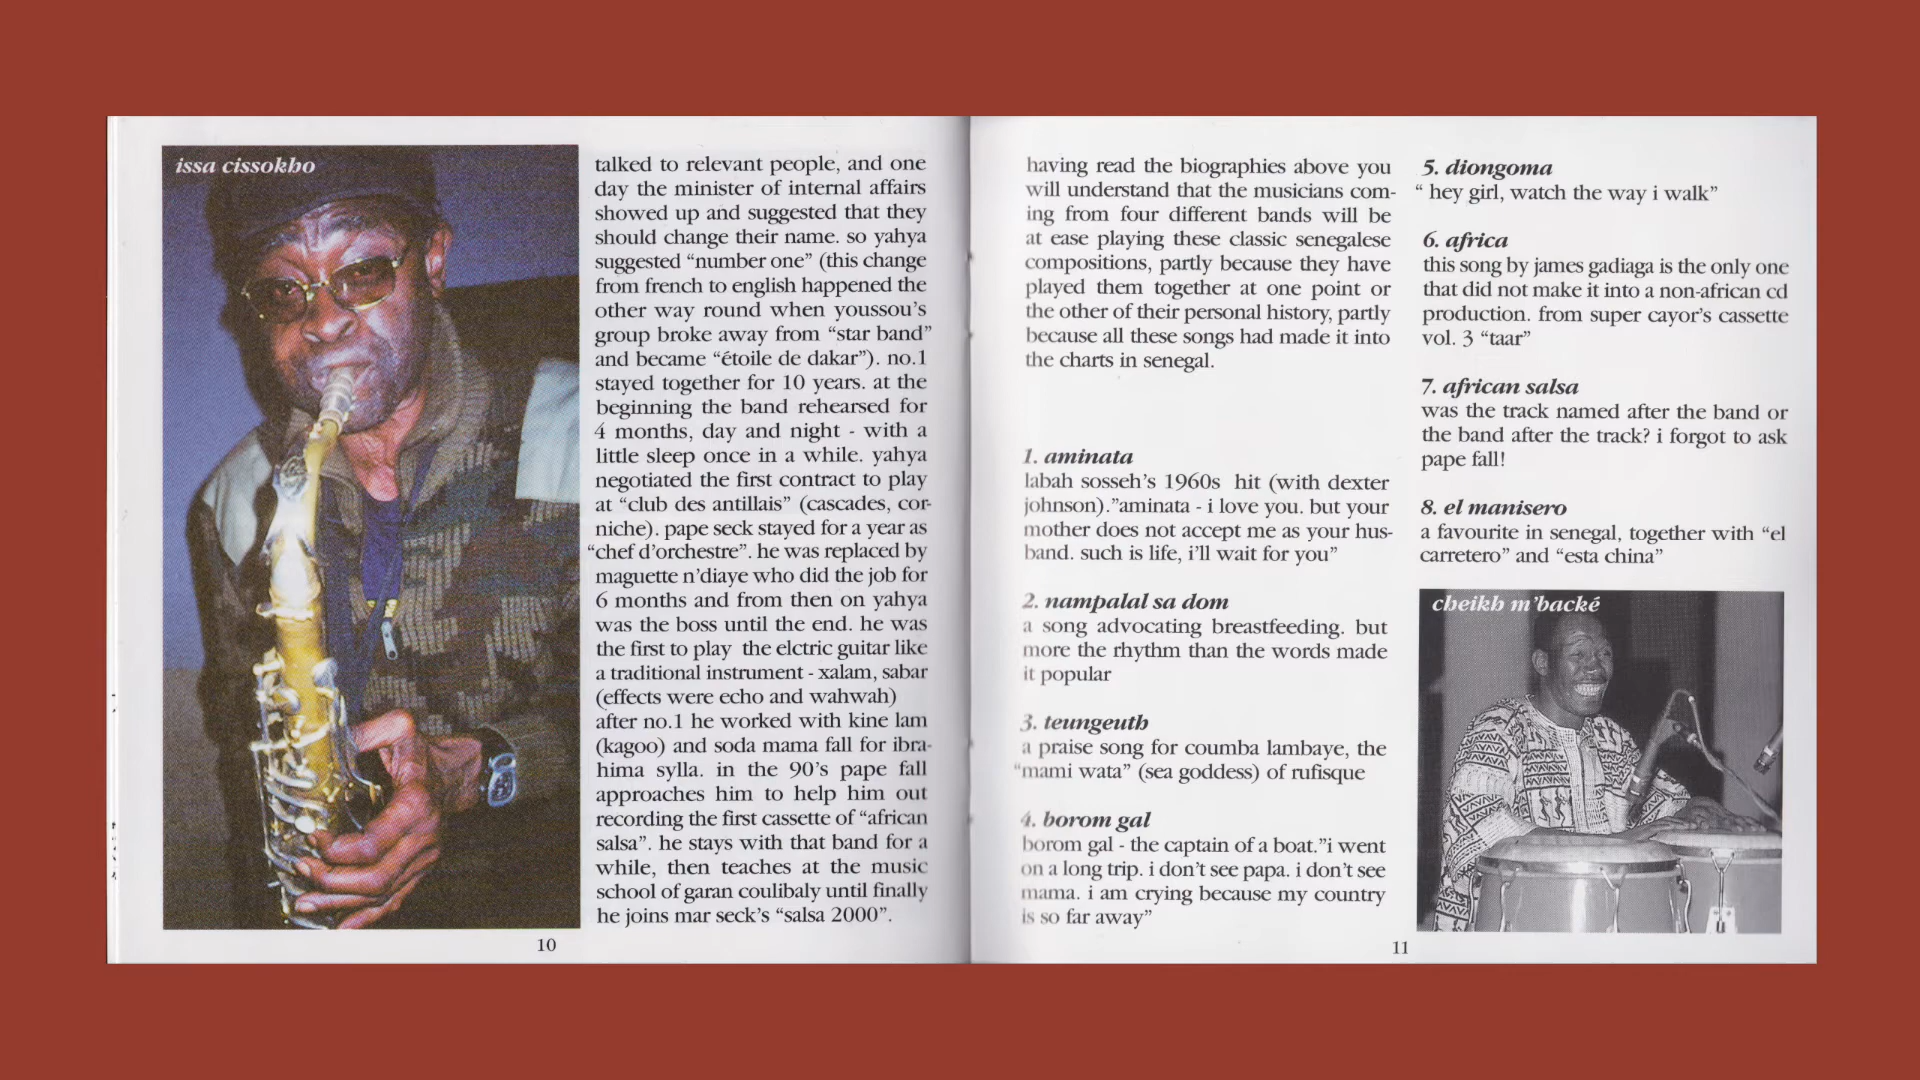 issa cissokho
talked to relevant people, and one
day the minister of internal affairs
showed up and suggested that they
should change their name. so yahya
suggested “number one” (this change
from french to english happened the
other way round when youssou’s
group broke away from “star band”
and became “étoile de dakar”). no.1
stayed together for 10 years. at the
beginning the band rehearsed for
4 months, day and night - with a
little sleep once in a while. yahya
negotiated the first contract to play
at “club des antillais” (cascades, cor-
niche). pape seck stayed for a year as
“chef d’orchestre”. he was replaced by
maguette n’diaye who did the job for
6 months and from then on yahya
was the boss until the end. he was
the first to play the elctric guitar like
a traditional instrument - xalam, sabar
(effects were echo and wahwah)
after no.1 he worked with kine lam
(kagoo) and soda mama fall for ibra-
hima sylla. in the 90’s pape fall
approaches him to help him out
recording the first cassette of “african
salsa”. he stays with that band for a
while, then teaches at the music
school of garan coulibaly until finally
he joins mar seck’s “salsa 2000”.
10
having read the biographies above you
will understand that the musicians com-
ing from four different bands will be
at ease playing these classic senegalese
compositions, partly because they have
played them together at one point or
the other of their personal history, partly
because all these songs had made it into
the charts in senegal.
1. aminata
labah sosseh’s 1960s hit (with dexter
johnson).”aminata - i love you. but your
mother does not accept me as your hus-
band. such is life, i’ll wait for you”
2. nampalal sa dom
a song advocating breastfeeding. but
more the rhythm than the words made
it popular
3. teungeuth
a praise song for coumba lambaye, the
“mami wata” (sea goddess) of rufisque
4. borom gal
borom gal - the captain of a boat.”i went
on a long trip. i don’t see papa. i don’t see
mama. i am crying because my country
is so far away”
5. diongoma
“ hey girl, watch the way i walk”
6. africa
this song by james gadiaga is the only one
that did not make it into a non-african cd
production. from super cayor’s cassette
vol. 3 “taar”
7. african salsa
was the track named after the band or
the band after the track? i forgot to ask
pape fall!
8. el manisero
a favourite in senegal, together with “el
carretero” and “esta china”
cheikh m’backé
11